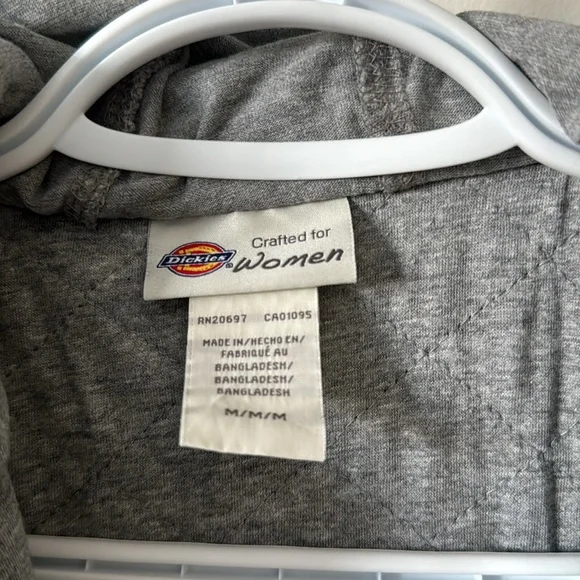 Dickies
Crafted for
Women
RN20697 CA01095
MADE IN/HECHO EN/
FABRIQUÉ AU
BANGLADESH/
BANGLADESH/
BANGLADESH
M/M/M